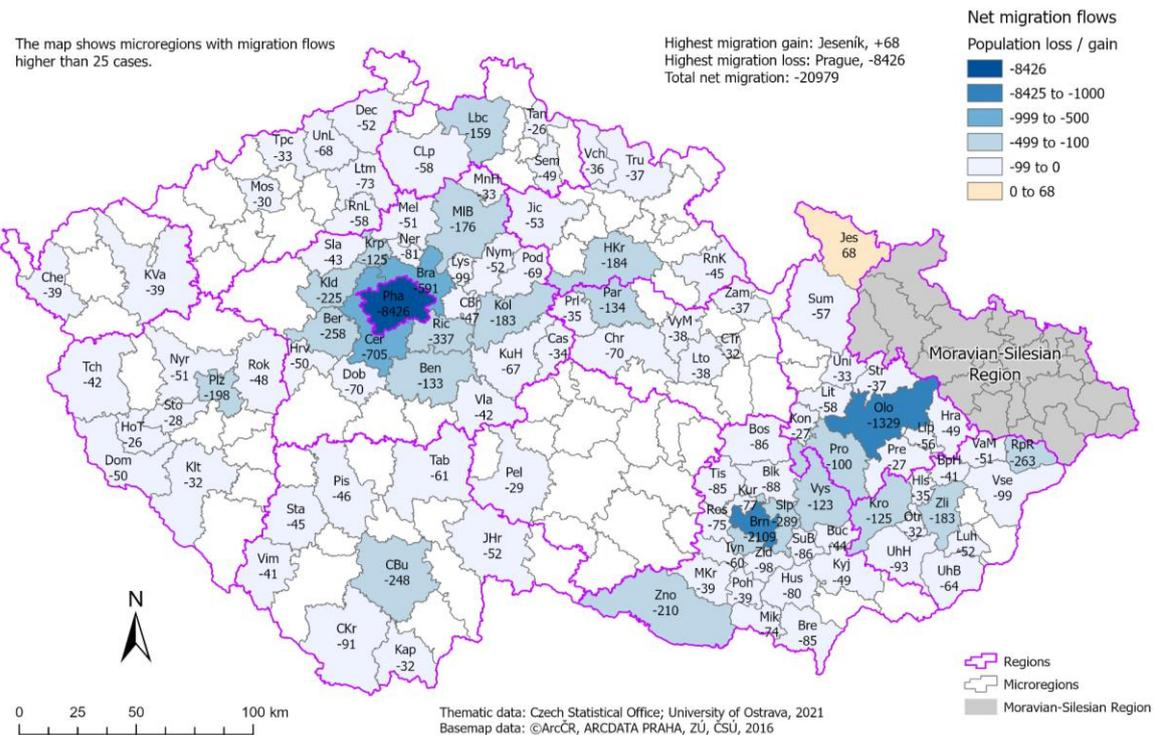 The map shows microregions with migration flows
higher than 25 cases.
Highest migration gain: Jeseník, +68
Highest migration loss: Prague, -8426
Total net migration: -20979
Net migration flows
Population loss / gain
-8426
-8425 to -1000
-999 to -500
-499 to -100
-99 to 0
0 to 68
Dec
-52
Lbc
-159
Tan
-26
UnL
-68
Tpc
-33
CLp
-58
Sem
-49
Vch
-36
Tru
-37
Ltm
-73
Mos
-30
MnH
-33
RnL
-58
Mel
-51
MlB
-176
Jic
-53
Jes
68
Sla
-43
Krp
-125
Ner
-81
Lys
-99
Nym
-52
Pod
-69
HKr
-184
RnK
-45
Che
-39
KVa
-39
Kld
-225
Pha
-8426
Bra
-591
CBr
-47
Kol
-183
Prl
-35
Par
-134
Zam
-37
Sum
-57
Ber
-258
Ric
-337
VyM
-38
CTr
-32
Cer
-705
Cas
-34
Chr
-70
Lto
-38
Hrv
-50
Dob
-70
Ben
-133
KuH
-67
Moravian-Silesian
Region
Tch
-42
Nyr
-51
Plz
-198
Rok
-48
Vla
-42
Uni
-33
Str
-37
Lit
-58
Olo
-1329
Sto
-28
HoT
-26
Kon
-27
Lip
-56
Hra
-49
Bos
-86
Pro
-100
Pre
-27
VaM
-51
RpR
-263
Dom
-50
Klt
-32
Tab
-61
Pel
-29
BpH
-41
Pis
-46
Tis
-85
Blk
-88
Vys
-123
Hls
-35
Vse
-99
Kur
-77
Sta
-45
Ros
-75
Brn
-2109
Slp
-289
Kro
-125
Zli
-183
Otr
-32
JHr
-52
SuB
-86
Buc
-44
Luh
-52
Ivn
-60
Zid
-98
UhH
-93
Vim
-41
CBu
-248
MKr
-39
Poh
-39
Hus
-80
Kyj
-49
UhB
-64
Zno
-210
Mik
-74
Bre
-85
CKr
-91
Kap
-32
N
0 25 50 100 km
Thematic data: Czech Statistical Office; University of Ostrava, 2021
Basemap data: ©ArcČR, ARCDATA PRAHA, ZÚ, ČSÚ, 2016
Regions
Microregions
Moravian-Silesian Region